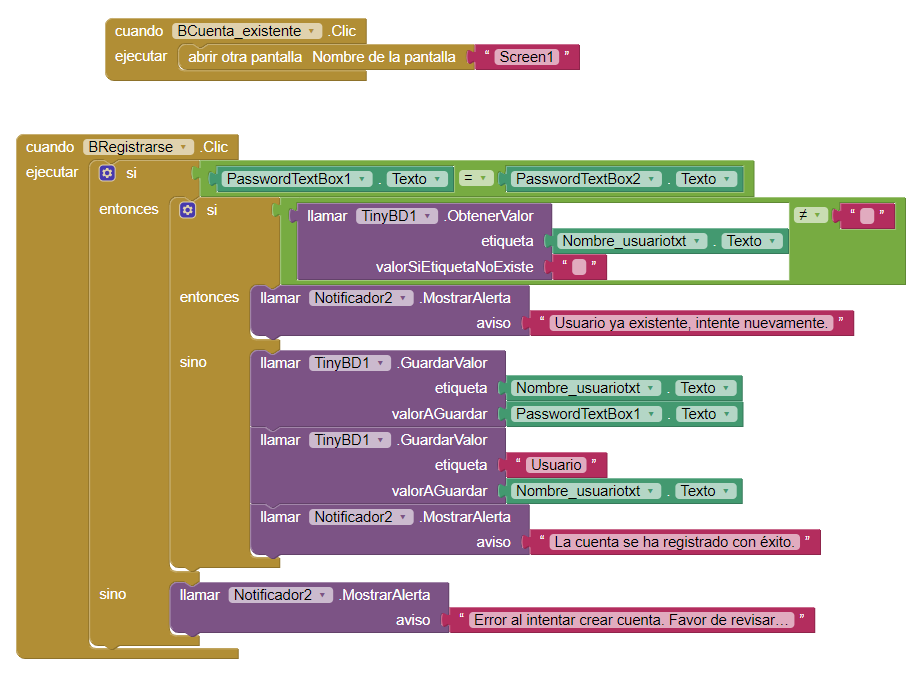 cuando BCuenta_existente .Clic
ejecutar abrir otra pantalla Nombre de la pantalla “ Screen1 ”
cuando BRegistrarse .Clic
ejecutar si PasswordTextBox1 . Texto = PasswordTextBox2 . Texto
entonces si llamar TinyBD1 .ObtenerValor ≠ “ ”
etiqueta Nombre_usuariotxt . Texto
valorSiEtiquetaNoExiste “ ”
entonces llamar Notificador2 .MostrarAlerta
aviso “ Usuario ya existente, intente nuevamente. ”
sino llamar TinyBD1 .GuardarValor
etiqueta Nombre_usuariotxt . Texto
valorAGuardar PasswordTextBox1 . Texto
llamar TinyBD1 .GuardarValor
etiqueta “ Usuario ”
valorAGuardar Nombre_usuariotxt . Texto
llamar Notificador2 .MostrarAlerta
aviso “ La cuenta se ha registrado con éxito. ”
sino llamar Notificador2 .MostrarAlerta
aviso “ Error al intentar crear cuenta. Favor de revisar... ”